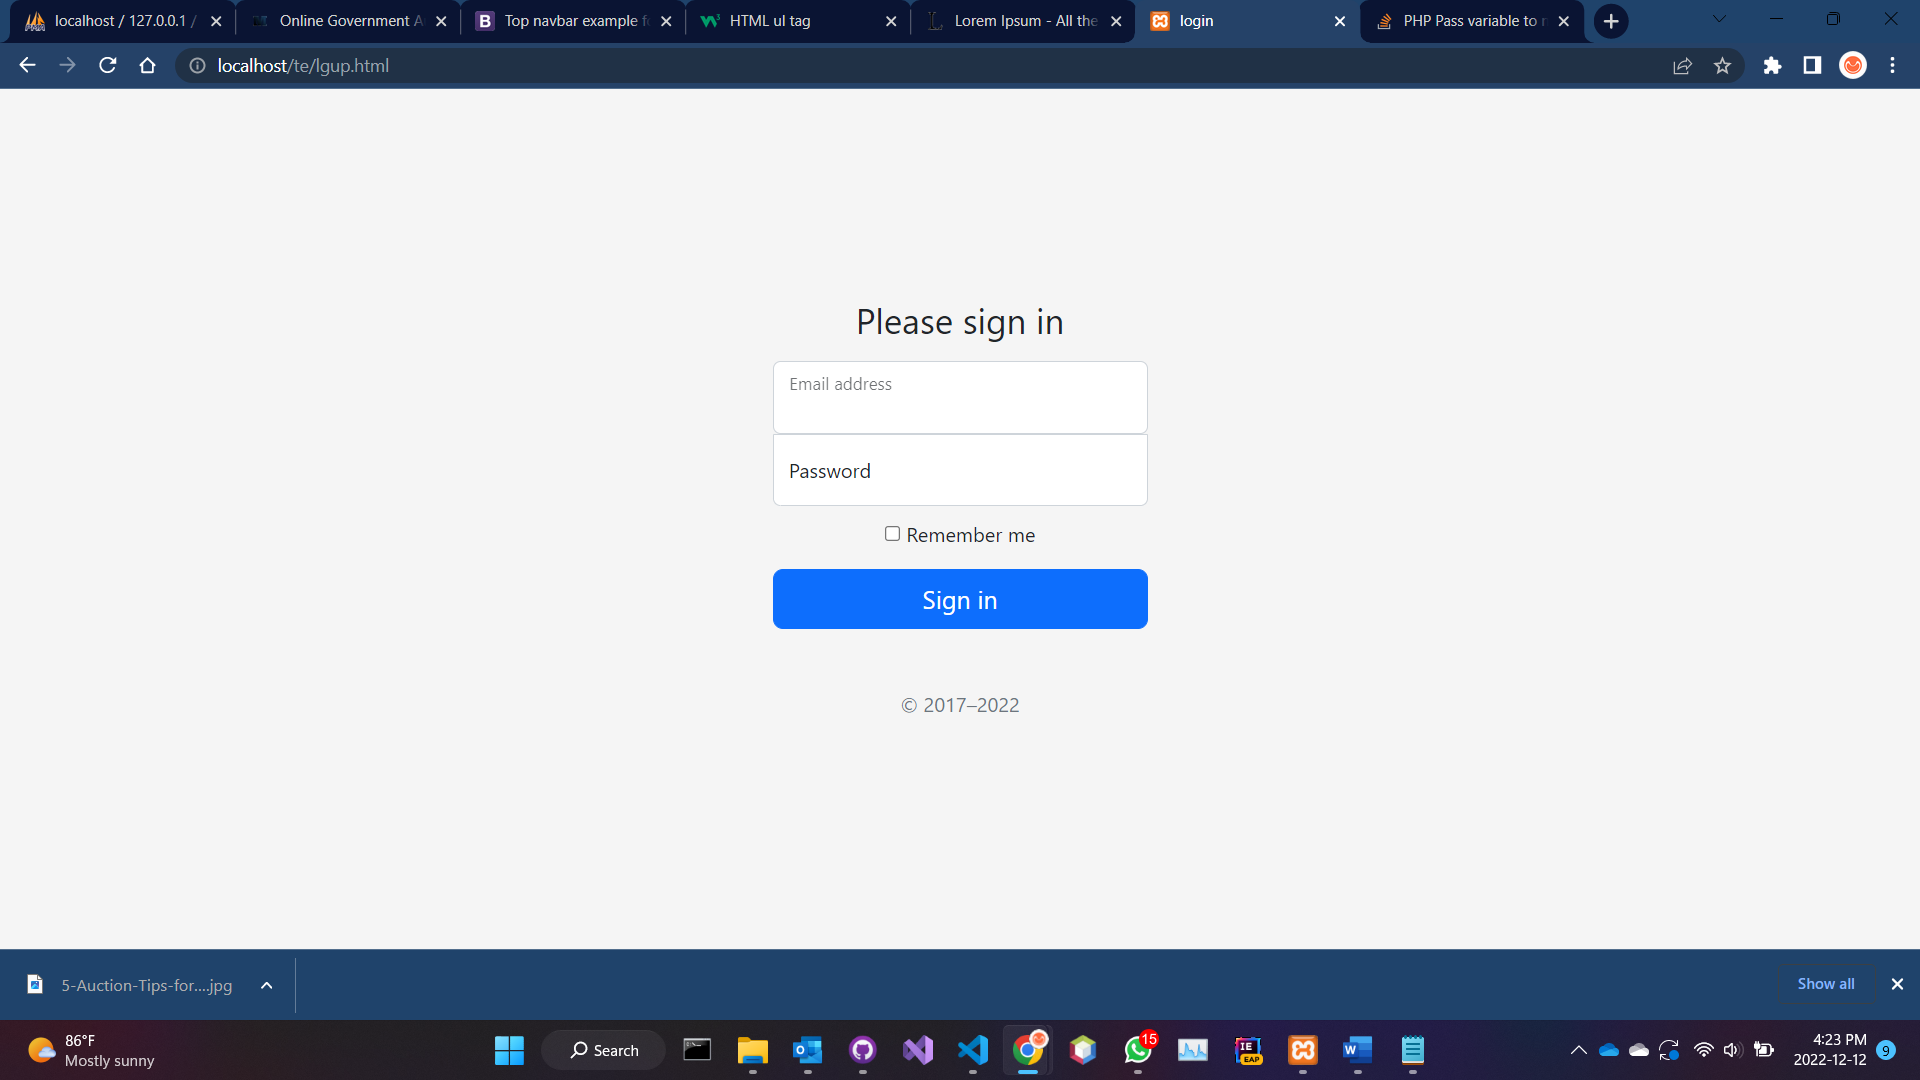 localhost / 127.0.0.1 /
Online Government A
Top navbar example fo
HTML ul tag
Lorem Ipsum - All the
login
PHP Pass variable to
localhost/te/lgup.html
Please sign in
Email address
Password
Remember me
Sign in
© 2017–2022
5-Auction-Tips-for....jpg
Show all
86°F
Mostly sunny
Search
15
EAP
4:23 PM
2022-12-12
9